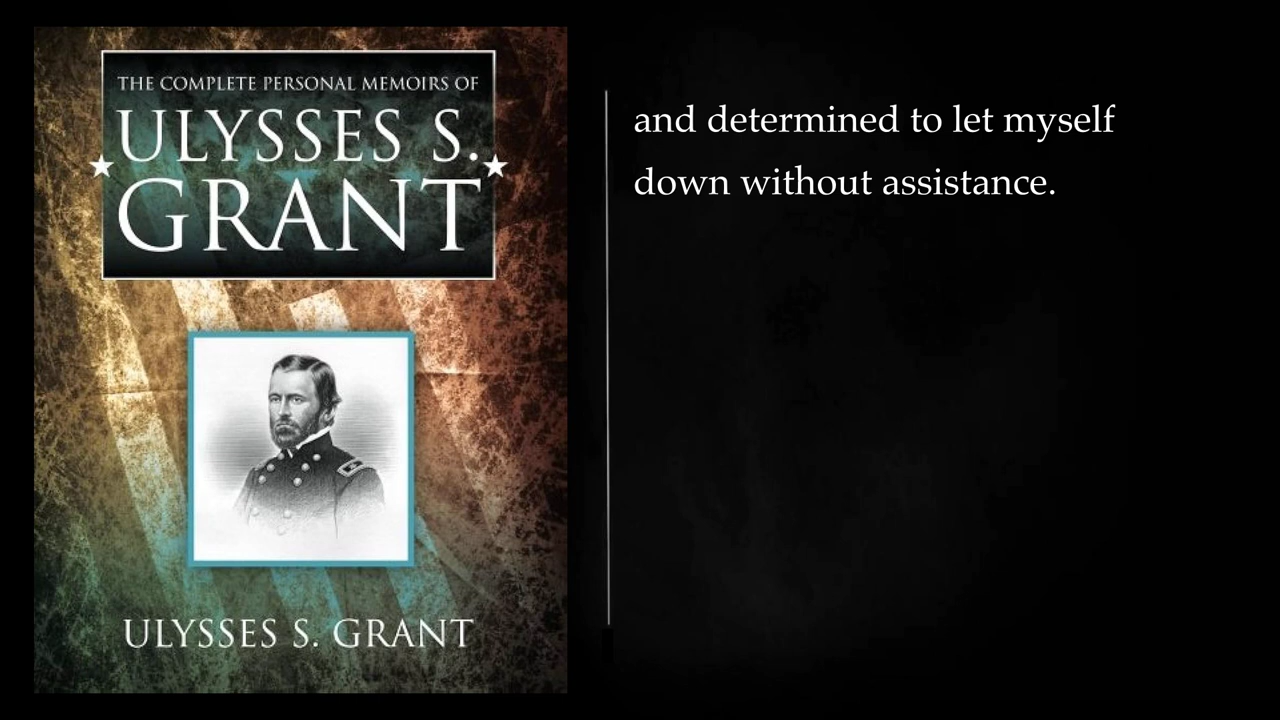 THE COMPLETE PERSONAL MEMOIRS OF
ULYSSES S.
GRANT
ULYSSES S. GRANT
and determined to let myself
down without assistance.